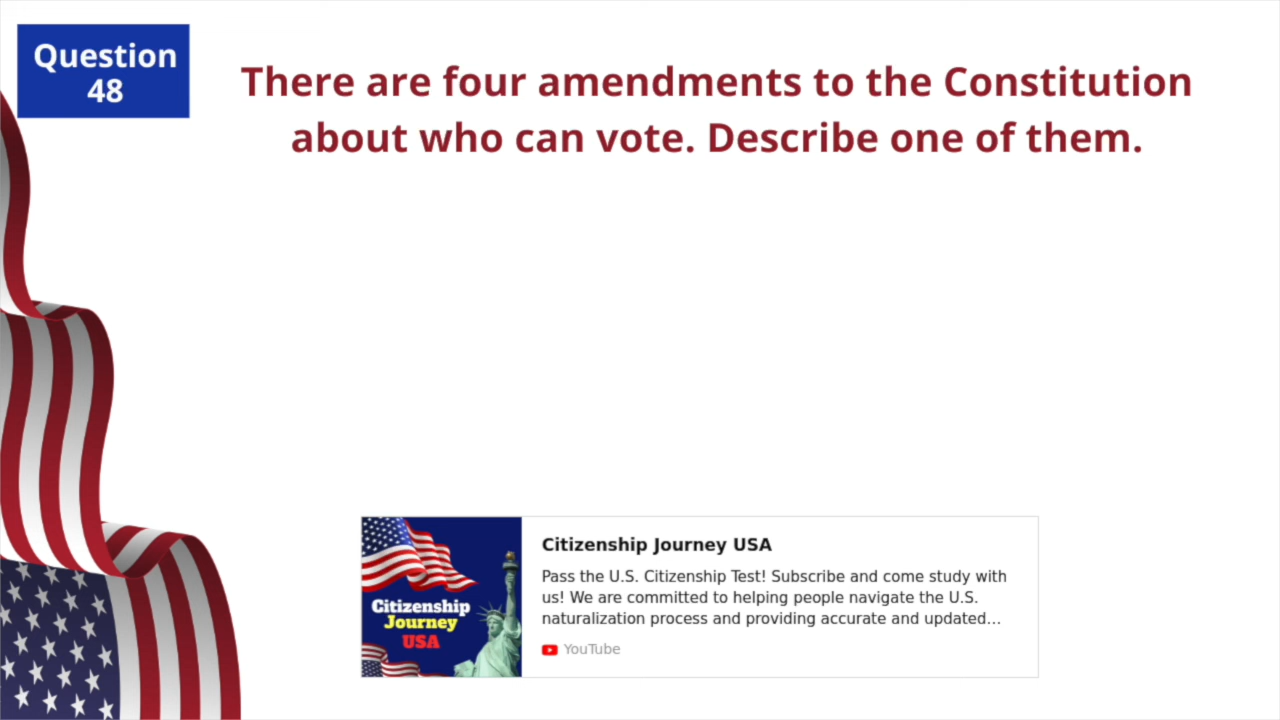 Question
48
There are four amendments to the Constitution
about who can vote. Describe one of them.
Citizenship
Journey
USA
Citizenship Journey USA
Pass the U.S. Citizenship Test! Subscribe and come study with
us! We are committed to helping people navigate the U.S.
naturalization process and providing accurate and updated...
YouTube